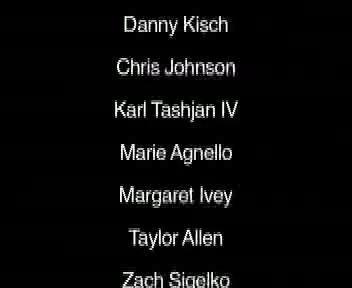 Danny Kisch
Chris Johnson
Karl Tashjan IV
Marie Agnello
Margaret Ivey
Taylor Allen
Zach Sigelko